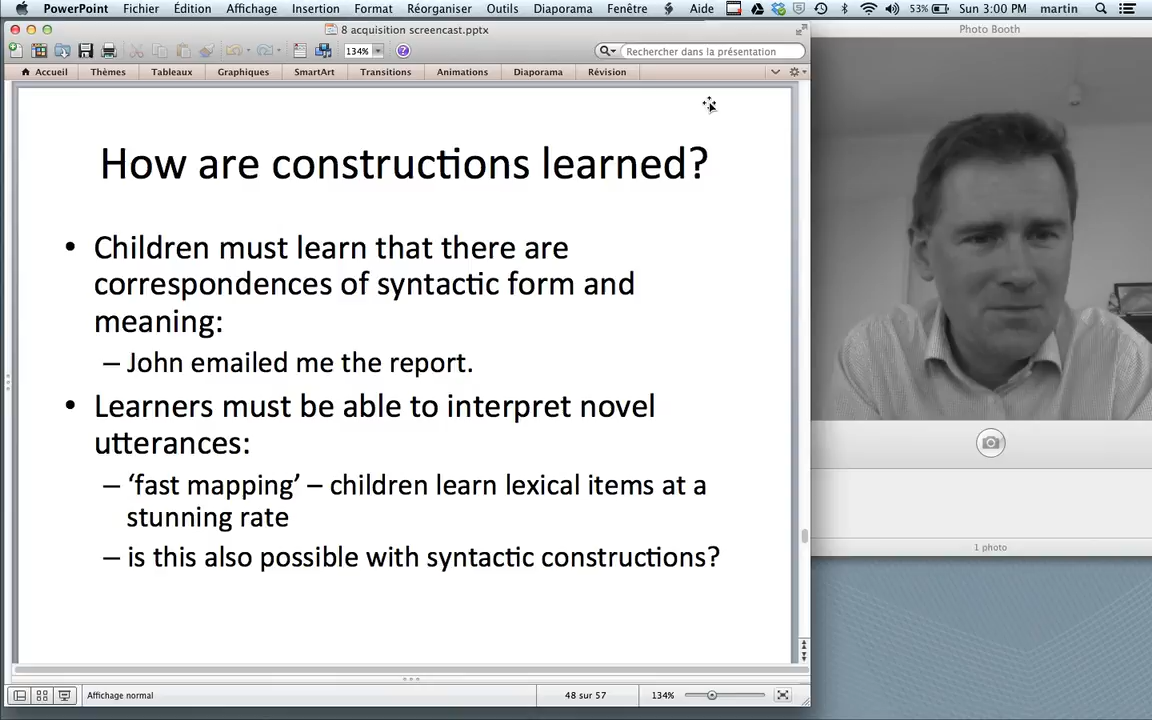 PowerPoint Fichier Édition Affichage Insertion Format Réorganiser Outils Diaporama Fenêtre Aide 53% Sun 3:00 PM martin
8 acquisition screencast.pptx
Photo Booth
134% Rechercher dans la présentation
Accueil Thèmes Tableaux Graphiques SmartArt Transitions Animations Diaporama Révision
How are constructions learned?
• Children must learn that there are
correspondences of syntactic form and
meaning:
– John emailed me the report.
• Learners must be able to interpret novel
utterances:
– ‘fast mapping’ – children learn lexical items at a
stunning rate
– is this also possible with syntactic constructions?
1 photo
Affichage normal 48 sur 57 134%